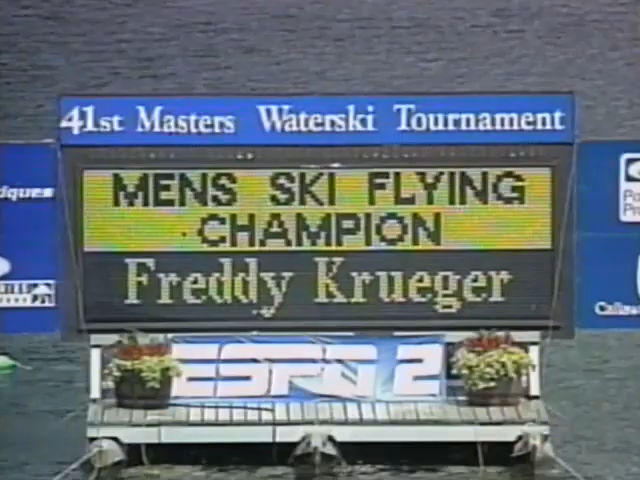 41st Masters Waterski Tournament
MENS SKI FLYING
CHAMPION
Freddy Krueger
ESPN 2